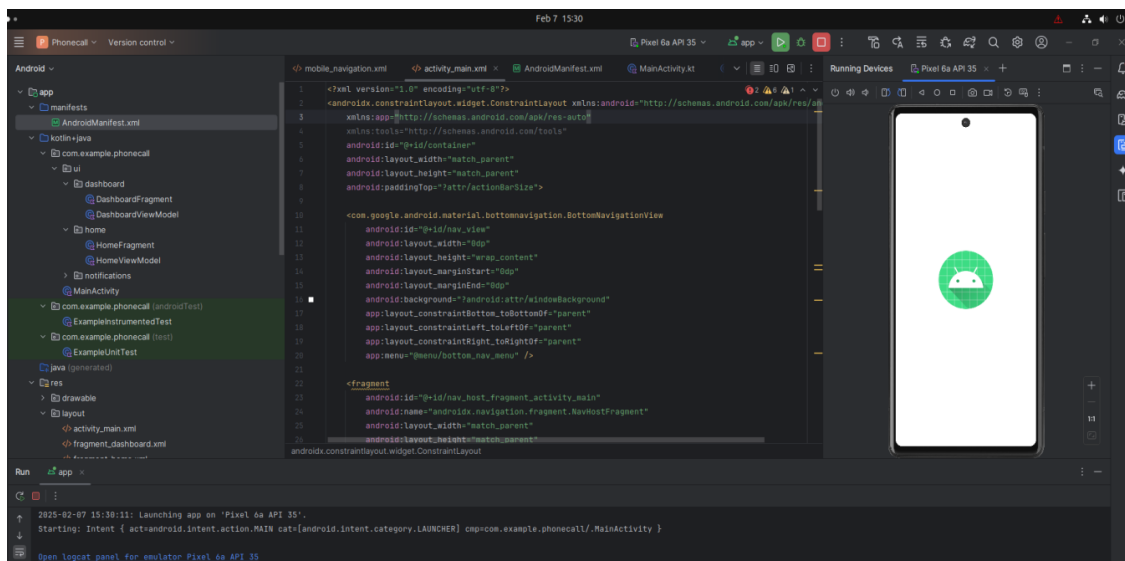 Feb 7 15:30
P Phonecall Version control Pixel 6a API 35 app
Android
mobile_navigation.xml activity_main.xml AndroidManifest.xml MainActivity.kt
Running Devices Pixel 6a API 35
app
manifests
AndroidManifest.xml
kotlin+java
com.example.phonecall
ui
dashboard
DashboardFragment
DashboardViewModel
home
HomeFragment
HomeViewModel
notifications
MainActivity
com.example.phonecall (androidTest)
ExampleInstrumentedTest
com.example.phonecall (test)
ExampleUnitTest
java (generated)
res
drawable
layout
activity_main.xml
fragment_dashboard.xml
2 6 1
1 <?xml version="1.0" encoding="utf-8"?>
2 <androidx.constraintlayout.widget.ConstraintLayout xmlns:android="http://schemas.android.com/apk/res/an
3 xmlns:app="http://schemas.android.com/apk/res-auto"
4 xmlns:tools="http://schemas.android.com/tools"
5 android:id="@+id/container"
6 android:layout_width="match_parent"
7 android:layout_height="match_parent"
8 android:paddingTop="?attr/actionBarSize">
9
10 <com.google.android.material.bottomnavigation.BottomNavigationView
11 android:id="@+id/nav_view"
12 android:layout_width="0dp"
13 android:layout_height="wrap_content"
14 android:layout_marginStart="0dp"
15 android:layout_marginEnd="0dp"
16 android:background="?android:attr/windowBackground"
17 app:layout_constraintBottom_toBottomOf="parent"
18 app:layout_constraintLeft_toLeftOf="parent"
19 app:layout_constraintRight_toRightOf="parent"
20 app:menu="@menu/bottom_nav_menu" />
21
22 <fragment
23 android:id="@+id/nav_host_fragment_activity_main"
24 android:name="androidx.navigation.fragment.NavHostFragment"
25 android:layout_width="match_parent"
26 android:layout_height="match_parent"
androidx.constraintlayout.widget.ConstraintLayout
1:1
Run app
2025-02-07 15:30:11: Launching app on 'Pixel 6a API 35'.
Starting: Intent { act=android.intent.action.MAIN cat=[android.intent.category.LAUNCHER] cmp=com.example.phonecall/.MainActivity }
Open logcat panel for emulator Pixel 6a API 35